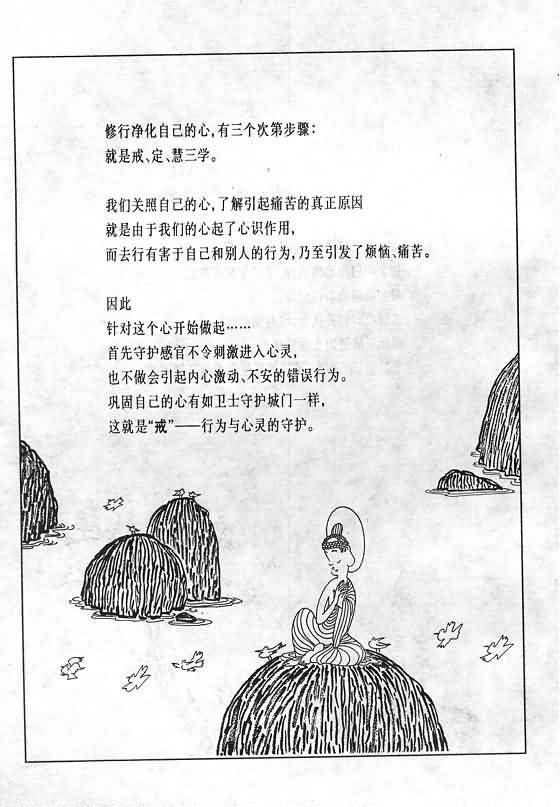 修行净化自己的心,有三个次第步骤:
就是戒、定、慧三学。
我们关照自己的心,了解引起痛苦的真正原因
就是由于我们的心起了心识作用,
而去行有害于自己和别人的行为,乃至引发了烦恼、痛苦。
因此
针对这个心开始做起……
首先守护感官不令刺激进入心灵,
也不做会引起内心激动、不安的错误行为。
巩固自己的心有如卫士守护城门一样,
这就是“戒”——行为与心灵的守护。